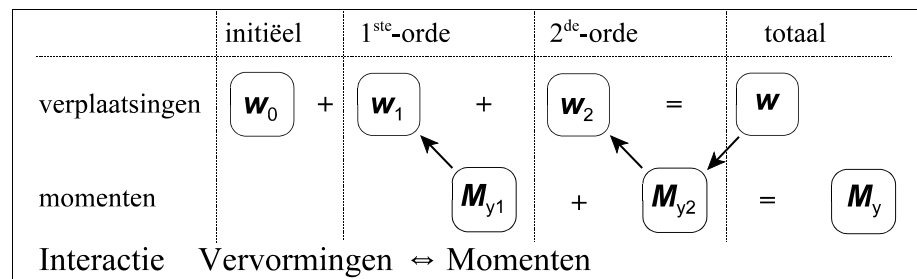 initiëel 1ste-orde 2de-orde totaal
verplaatsingen w0 + w1 + w2 = w
momenten My1 + My2 = My
Interactie Vervormingen ⇔ Momenten